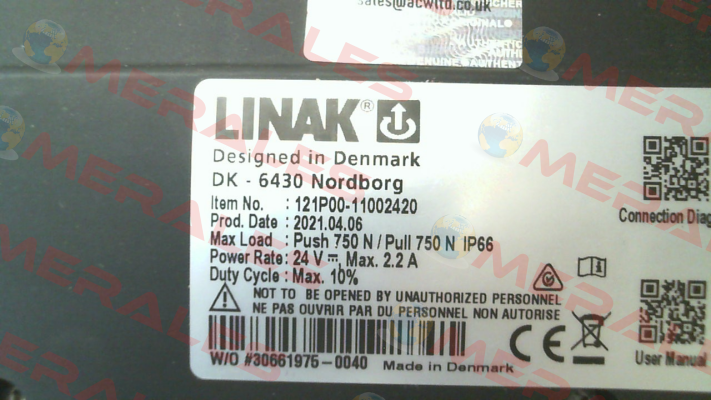 sales@acwltd.co.uk
LINAK®
Designed in Denmark
DK - 6430 Nordborg
Item No. : 121P00-11002420
Prod. Date : 2021.04.06
Max Load : Push 750 N / Pull 750 N IP66
Power Rate : 24 V ⎓, Max. 2.2 A
Duty Cycle : Max. 10%
NOT TO BE OPENED BY UNAUTHORIZED PERSONNEL
NE PAS OUVRIR PAR DU PERSONNEL NON AUTORISE
W/O #30661975-0040 Made in Denmark
CE
Connection Diag
User Manual
MERALES